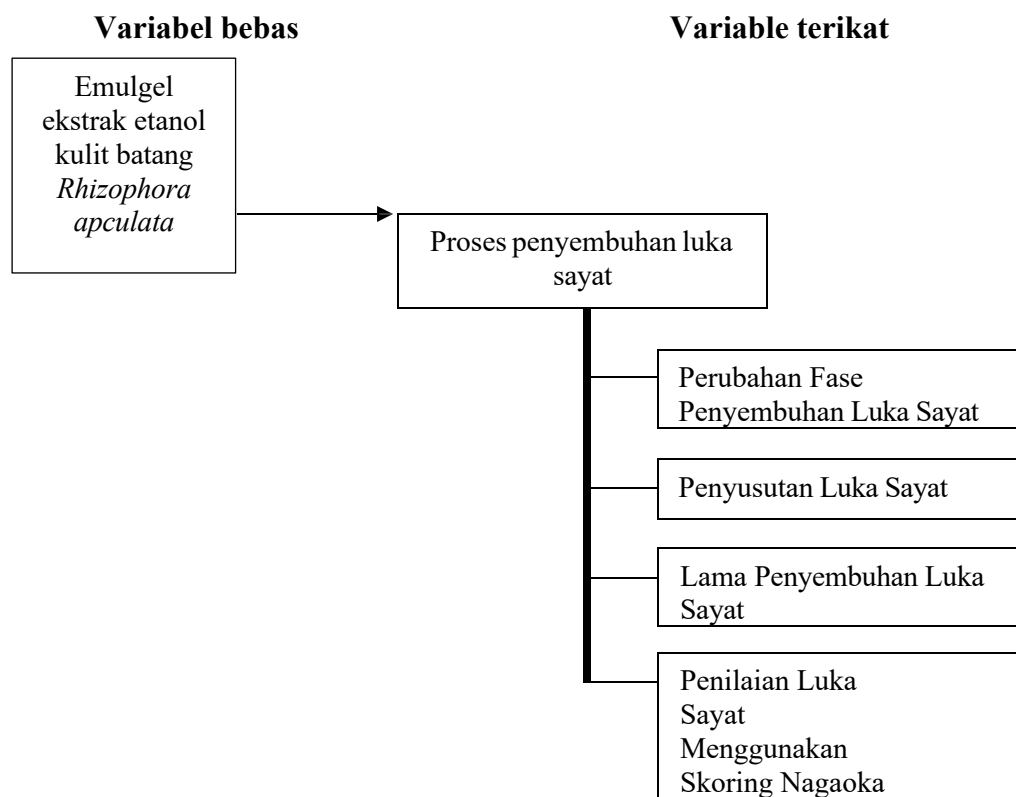 Variabel bebas
Variable terikat
Emulgel
ekstrak etanol
kulit batang
Rhizophora
apculata
Proses penyembuhan luka
sayat
Perubahan Fase
Penyembuhan Luka Sayat
Penyusutan Luka Sayat
Lama Penyembuhan Luka
Sayat
Penilaian Luka
Sayat
Menggunakan
Skoring Nagaoka